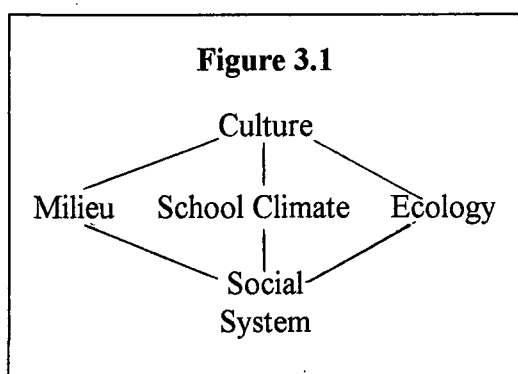 Figure 3.1
Culture
Milieu School Climate Ecology
Social
System